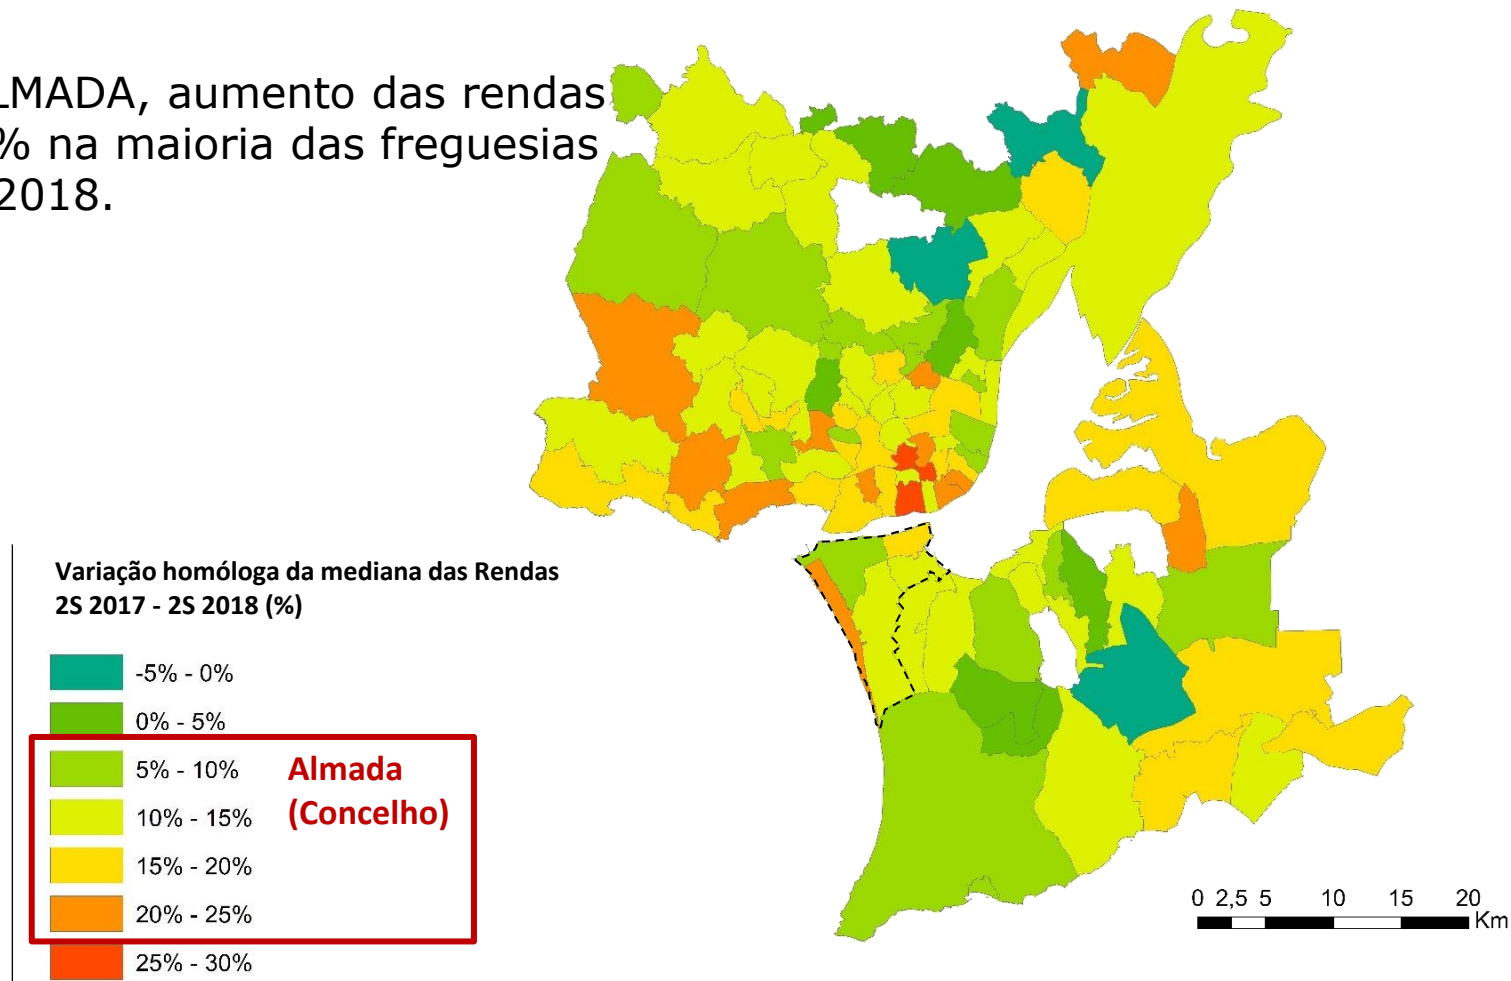 LMADA, aumento das rendas
% na maioria das freguesias
2018.
Variação homóloga da mediana das Rendas
2S 2017 - 2S 2018 (%)
-5% - 0%
0% - 5%
5% - 10%
10% - 15%
15% - 20%
20% - 25%
25% - 30%
Almada
(Concelho)
0 2,5 5 10 15 20
Km